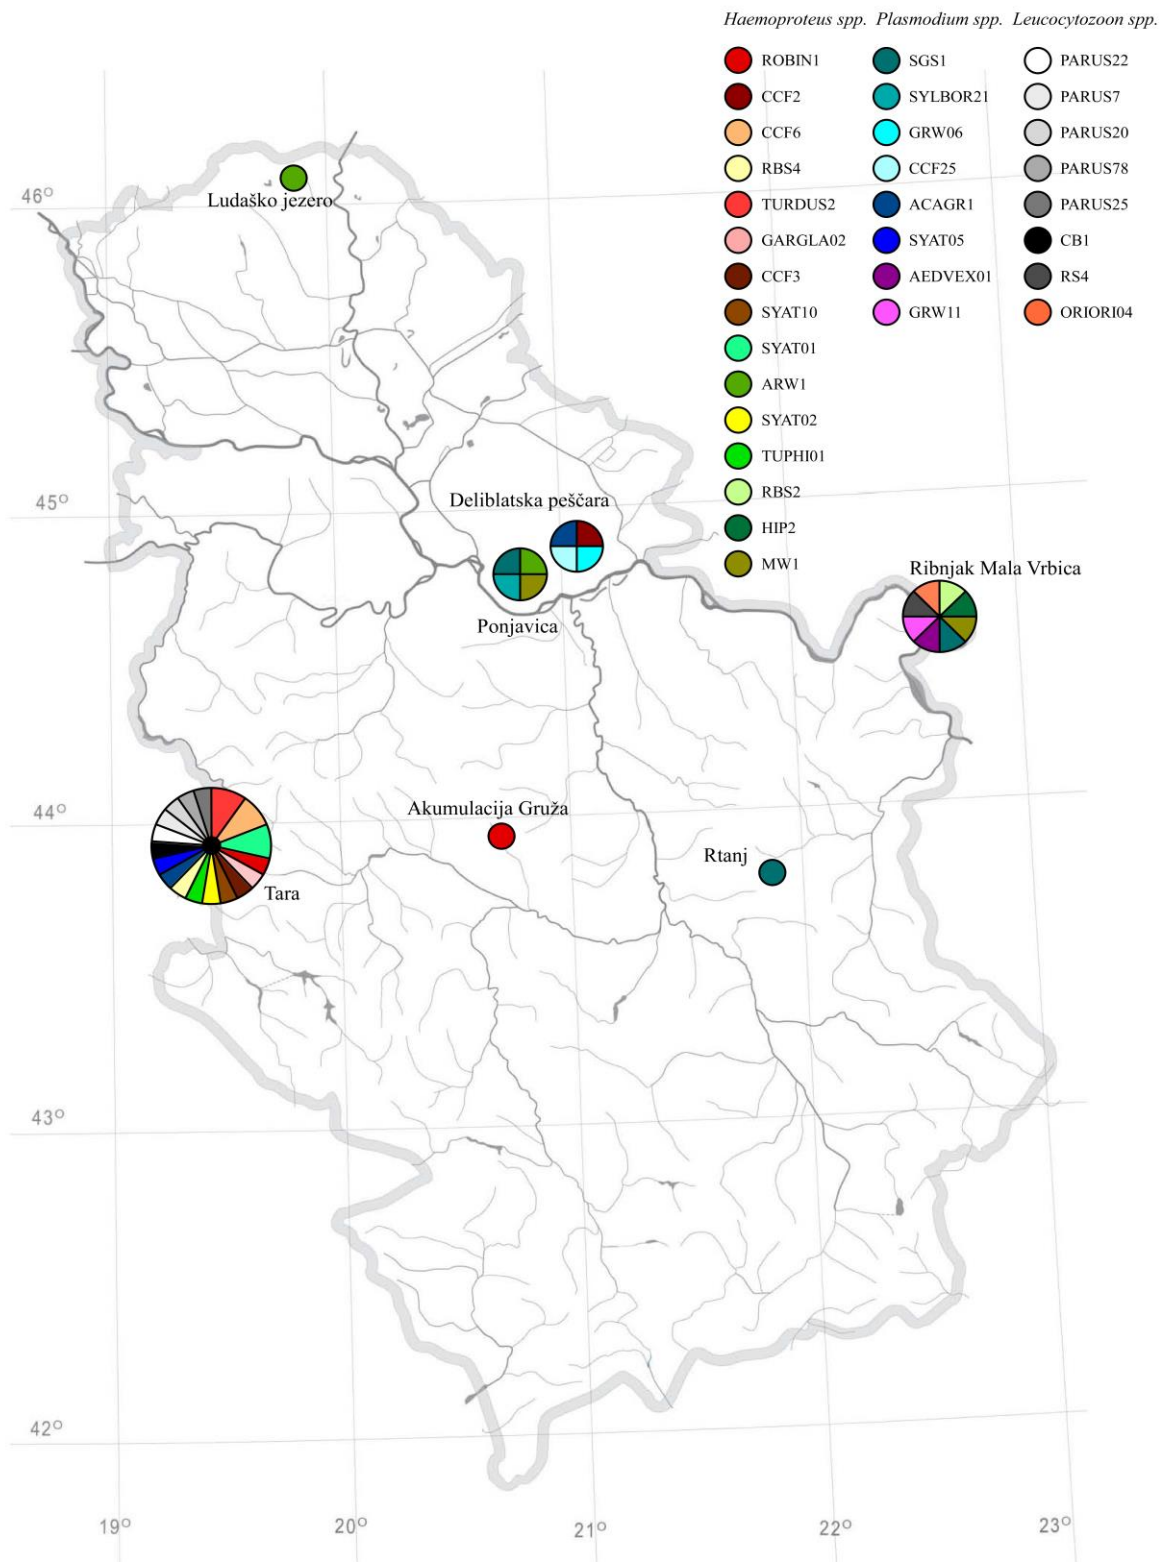 Haemoproteus spp. Plasmodium spp. Leucocytozoon spp.
ROBIN1 SGS1 PARUS22
CCF2 SYLBOR21 PARUS7
CCF6 GRW06 PARUS20
RBS4 CCF25 PARUS78
TURDUS2 ACAGR1 PARUS25
GARGLA02 SYAT05 CB1
CCF3 AEDVEX01 RS4
SYAT10 GRW11 ORIORI04
SYAT01
ARW1
SYAT02
TUPHI01
RBS2
HIP2
MW1
46°
Ludaško jezero
45°
Deliblatska peščara
Ribnjak Mala Vrbica
Ponjavica
44°
Akumulacija Gruža
Rtanj
Tara
43°
42°
19° 20° 21° 22° 23°